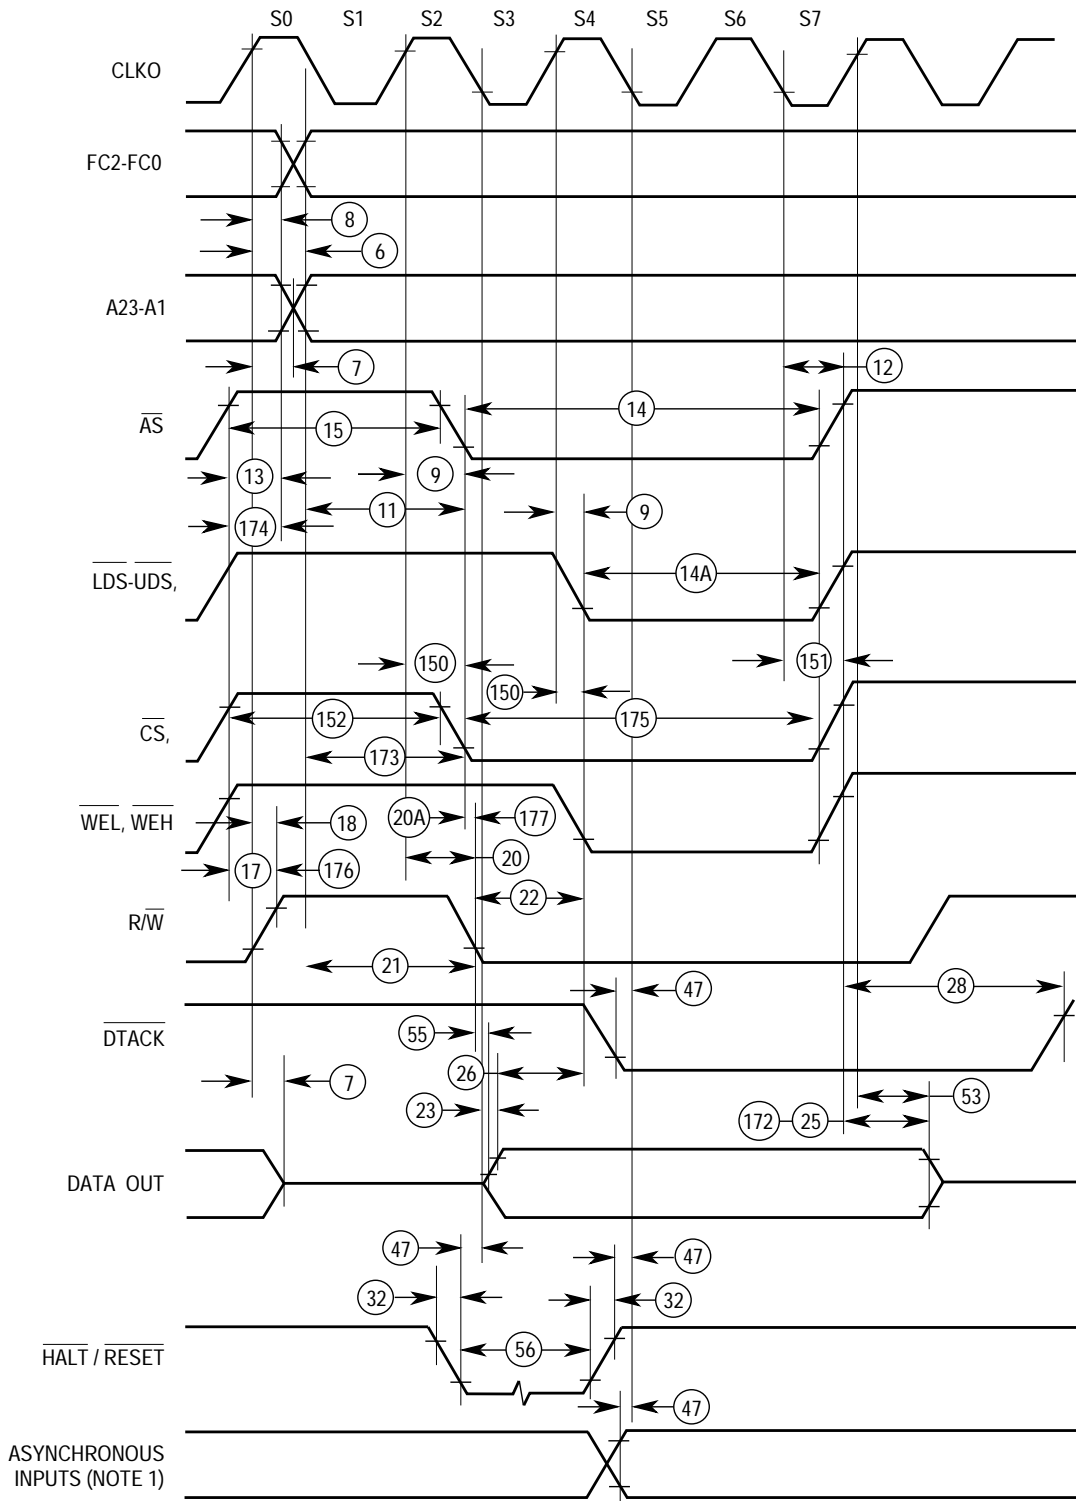 S0 S1 S2 S3 S4 S5 S6 S7
CLKO
FC2-FC0
8
6
A23-A1
7
12
AS
14
15
13
9
11
9
174
LDS-UDS,
14A
150
151
150
CS,
152
175
173
WEL, WEH
18
20A
177
20
17
176
22
R/W
21
28
47
DTACK
55
26
7
53
23
172
25
DATA OUT
47
47
32
32
HALT / RESET
56
47
ASYNCHRONOUS
INPUTS (NOTE 1)